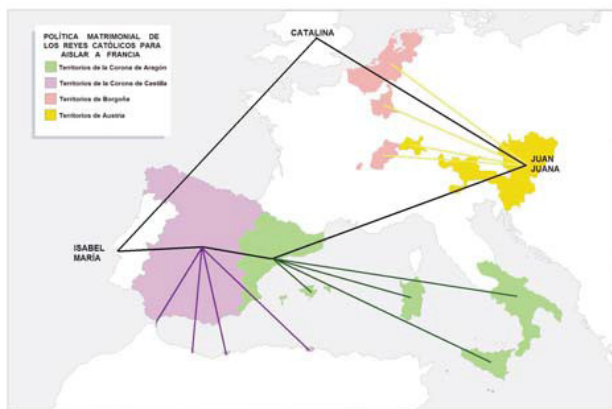 POLÍTICA MATRIMONIAL DE
LOS REYES CATÓLICOS PARA
AISLAR A FRANCIA
Territorios de la Corona de Aragón
Territorios de la Corona de Castilla
Territorios de Borgoña
Territorios de Austria
CATALINA
JUAN
JUANA
ISABEL
MARÍA